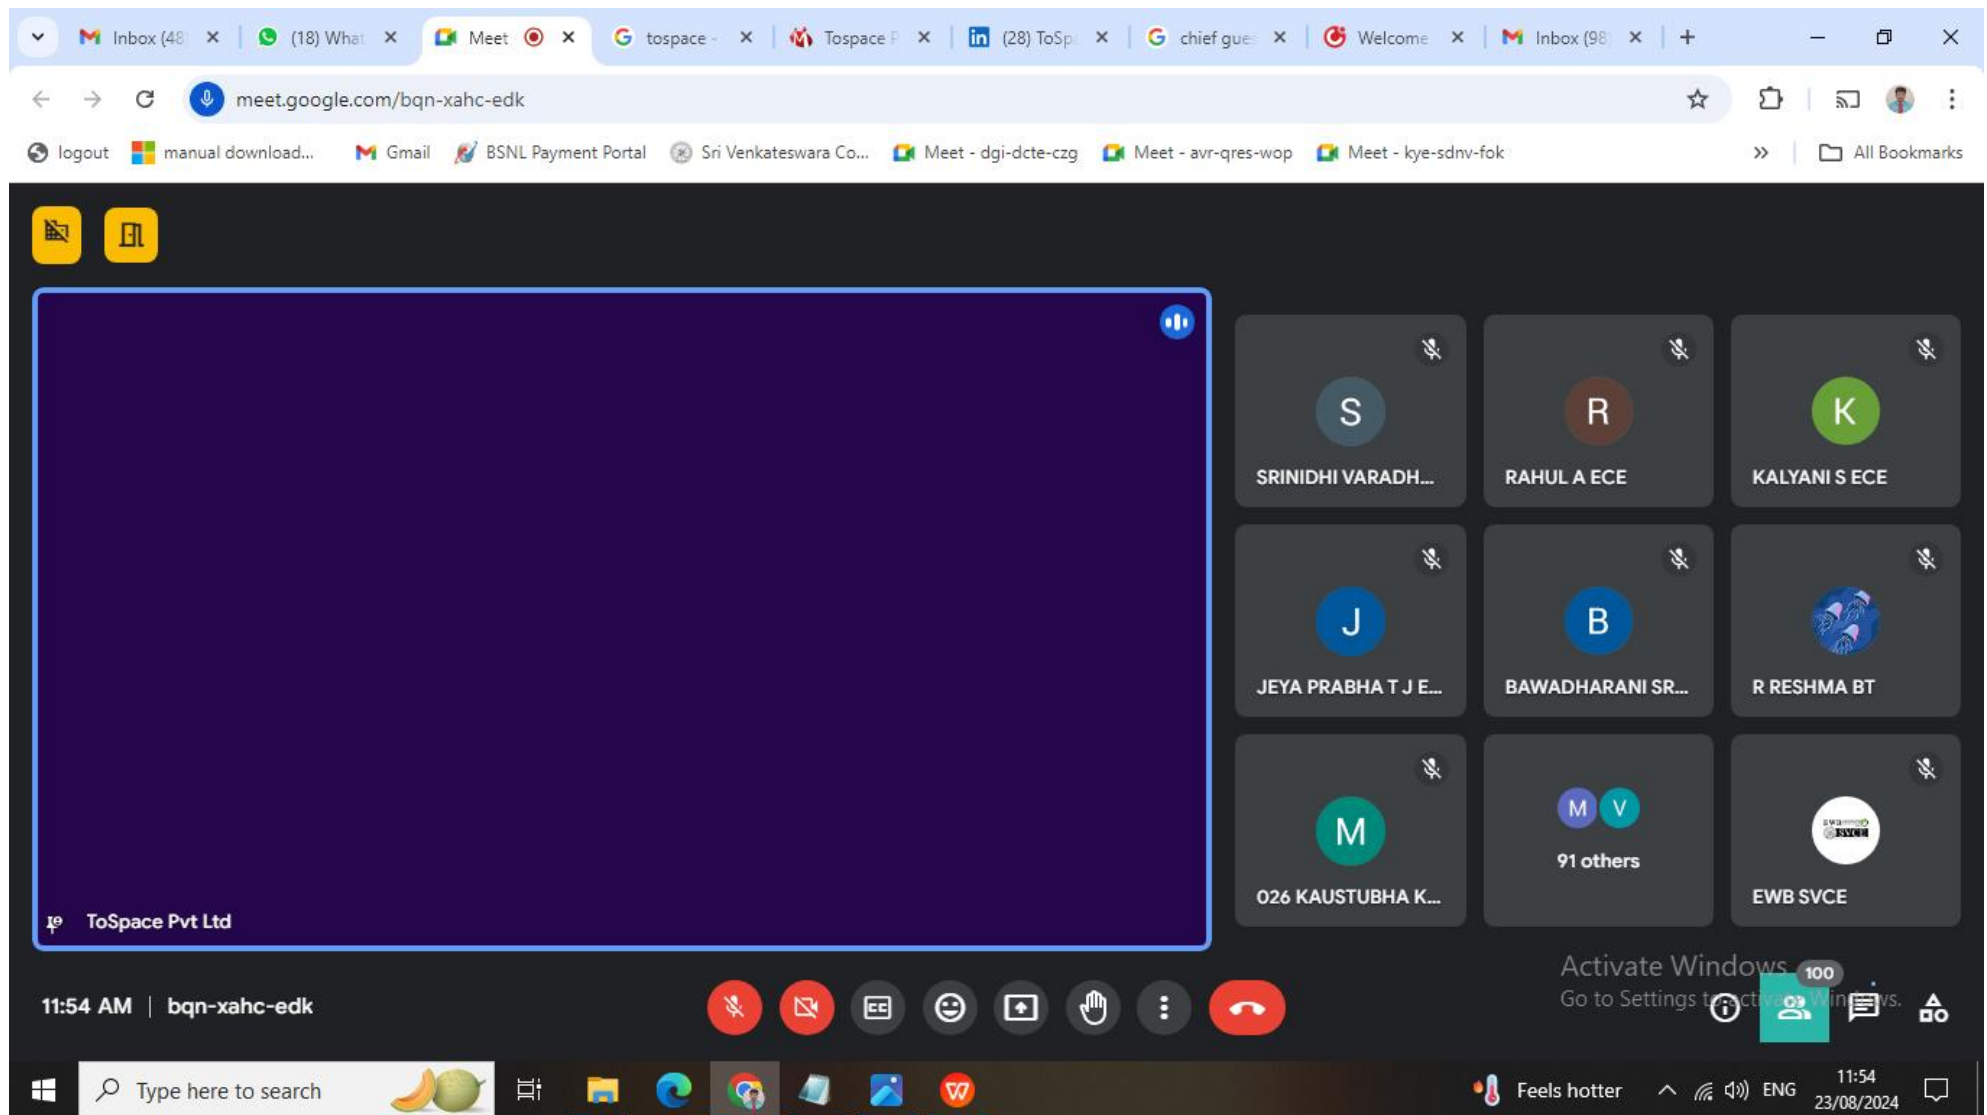 Inbox (48
(18) What
Meet
tospace -
Tospace P
(28) ToSp
chief gues
Welcome
Inbox (98)
meet.google.com/bqn-xahc-edk
logout
manual download...
Gmail
BSNL Payment Portal
Sri Venkateswara Co...
Meet - dgi-dcte-czg
Meet - avr-qres-wop
Meet - kye-sdnv-fok
All Bookmarks
S
SRINIDHI VARADH...
R
RAHUL A ECE
K
KALYANI S ECE
J
JEYA PRABHA T J E...
B
BAWADHARANI SR...
R RESHMA BT
M
026 KAUSTUBHA K...
M V
91 others
SVCE
EWB SVCE
ToSpace Pvt Ltd
Activate Windows
Go to Settings to activate Windows.
100
11:54 AM | bqn-xahc-edk
CC
Type here to search
Feels hotter
ENG
11:54
23/08/2024